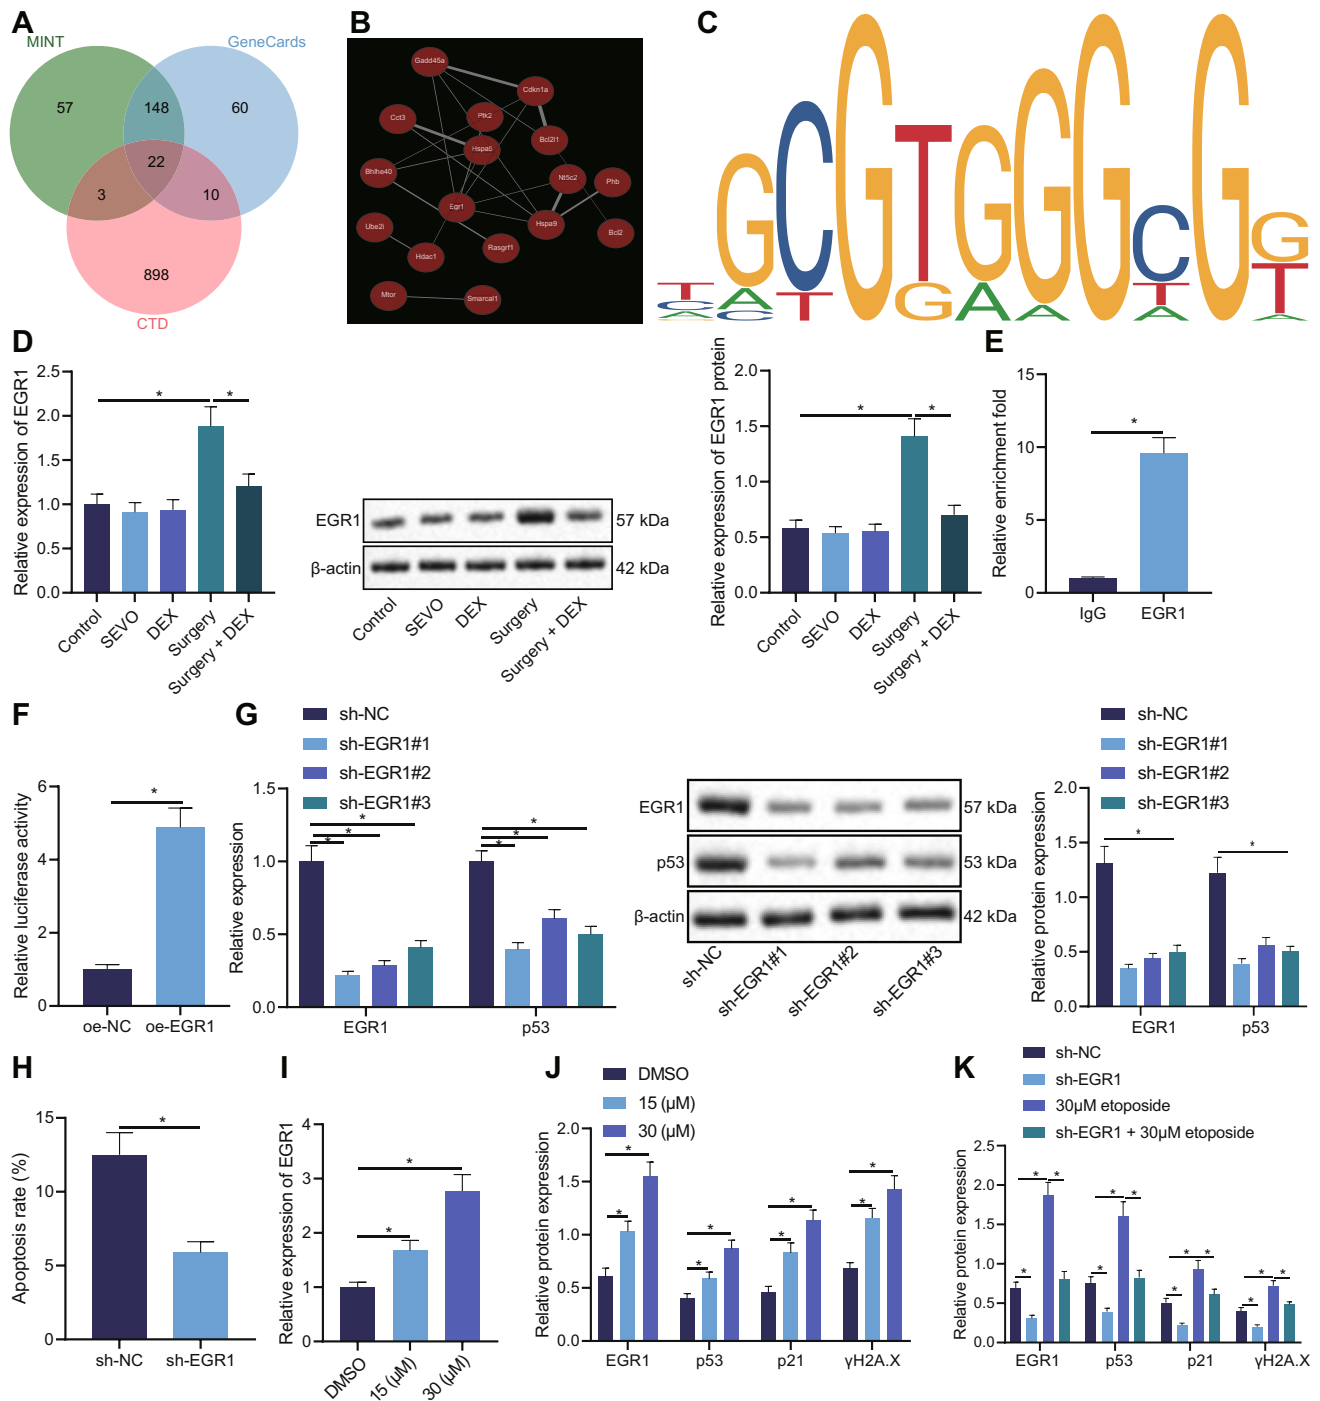 A
MINT
GeneCards
57
148
60
22
3
10
898
CTD
B
Gadd45a
Cdkn1a
Cct3
Plk2
Bcl2l1
Hspa5
Bhlhe40
Nt5c2
Phb
Egr1
Ube2i
Hspa9
Bcl2
Hdac1
Rasgrf1
Mtor
Smarcal1
C
T C A
G A C
C T
G
T G
G A
G A
G
C T A
G
G T A
D
Relative expression of EGR1
2.5
2.0
1.5
1.0
0.5
0.0
* *
Control
SEVO
DEX
Surgery
Surgery + DEX
EGR1
57 kDa
β-actin
42 kDa
Control
SEVO
DEX
Surgery
Surgery + DEX
Relative expression of EGR1 protein
2.0
1.5
1.0
0.5
0.0
* *
Control
SEVO
DEX
Surgery
Surgery + DEX
E
Relative enrichment fold
15
10
5
0
*
IgG
EGR1
F
Relative luciferase activity
6
4
2
0
*
oe-NC
oe-EGR1
G
sh-NC
sh-EGR1#1
sh-EGR1#2
sh-EGR1#3
Relative expression
1.5
1.0
0.5
0.0
* * *
* * *
EGR1
p53
EGR1
57 kDa
p53
53 kDa
β-actin
42 kDa
sh-NC
sh-EGR1#1
sh-EGR1#2
sh-EGR1#3
sh-NC
sh-EGR1#1
sh-EGR1#2
sh-EGR1#3
Relative protein expression
2.0
1.5
1.0
0.5
0.0
* *
EGR1
p53
H
Apoptosis rate (%)
15
10
5
0
*
sh-NC
sh-EGR1
I
Relative expression of EGR1
4
3
2
1
0
* *
DMSO
15 (μM)
30 (μM)
J
DMSO
15 (μM)
30 (μM)
Relative protein expression
2.0
1.5
1.0
0.5
0.0
* * * * * * * *
EGR1
p53
p21
γH2A.X
K
sh-NC
sh-EGR1
30μM etoposide
sh-EGR1 + 30μM etoposide
Relative protein expression
2.5
2.0
1.5
1.0
0.5
0.0
* * * * * * * * * * * *
EGR1
p53
p21
γH2A.X